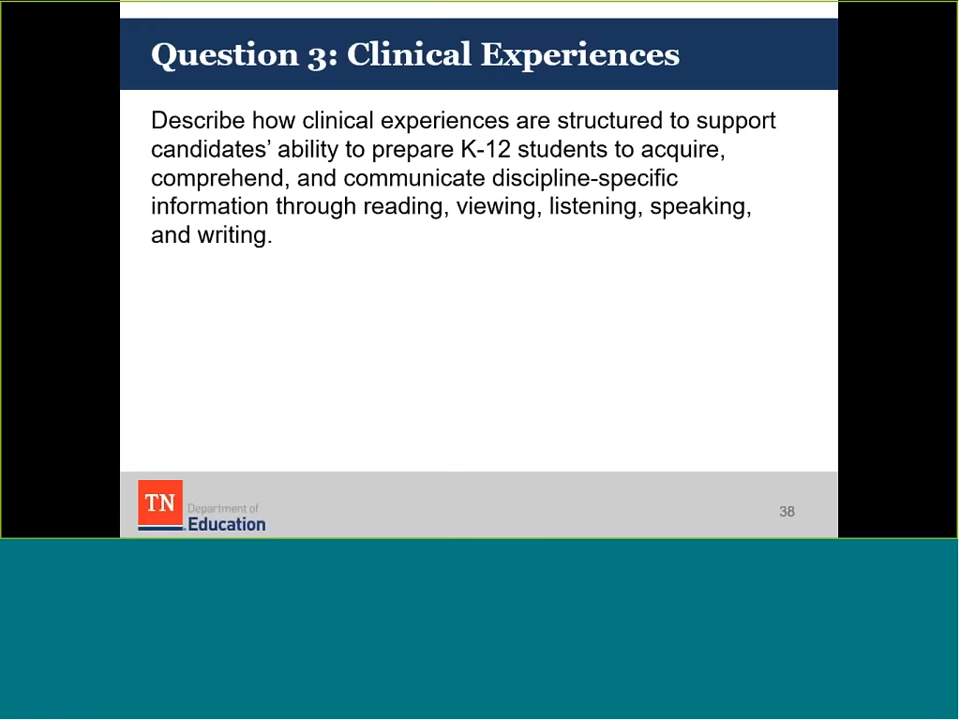 Question 3: Clinical Experiences
Describe how clinical experiences are structured to support
candidates’ ability to prepare K-12 students to acquire,
comprehend, and communicate discipline-specific
information through reading, viewing, listening, speaking,
and writing.
TN
Department of
Education
38